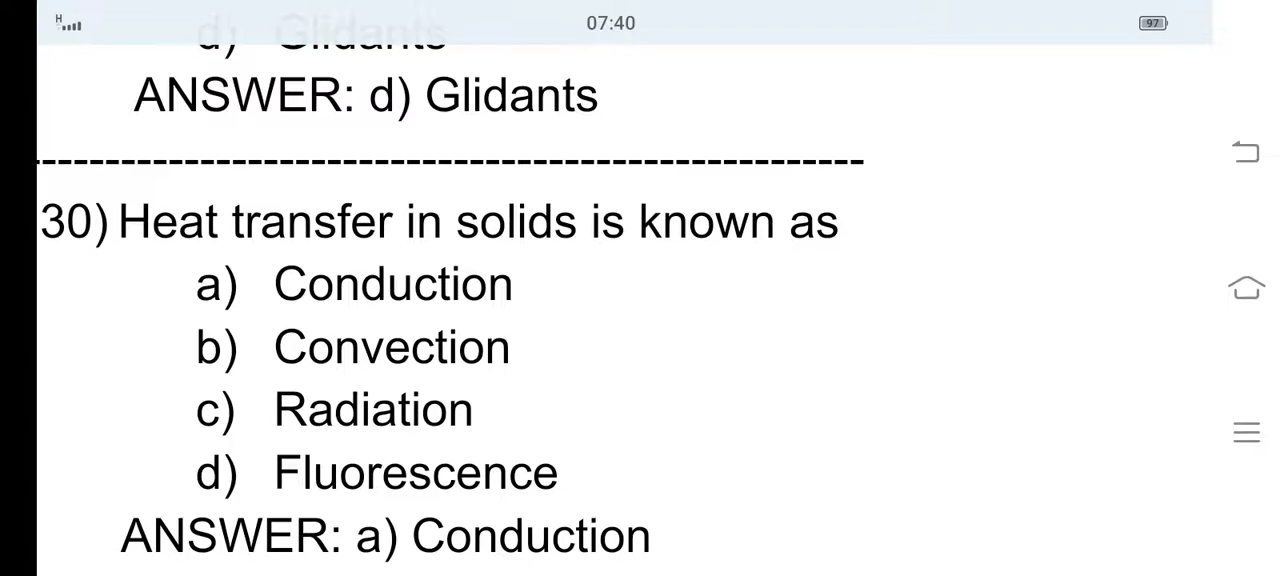 H
07:40
97
d) Glidants
ANSWER: d) Glidants
--------------------------------------------------
30) Heat transfer in solids is known as
a) Conduction
b) Convection
c) Radiation
d) Fluorescence
ANSWER: a) Conduction